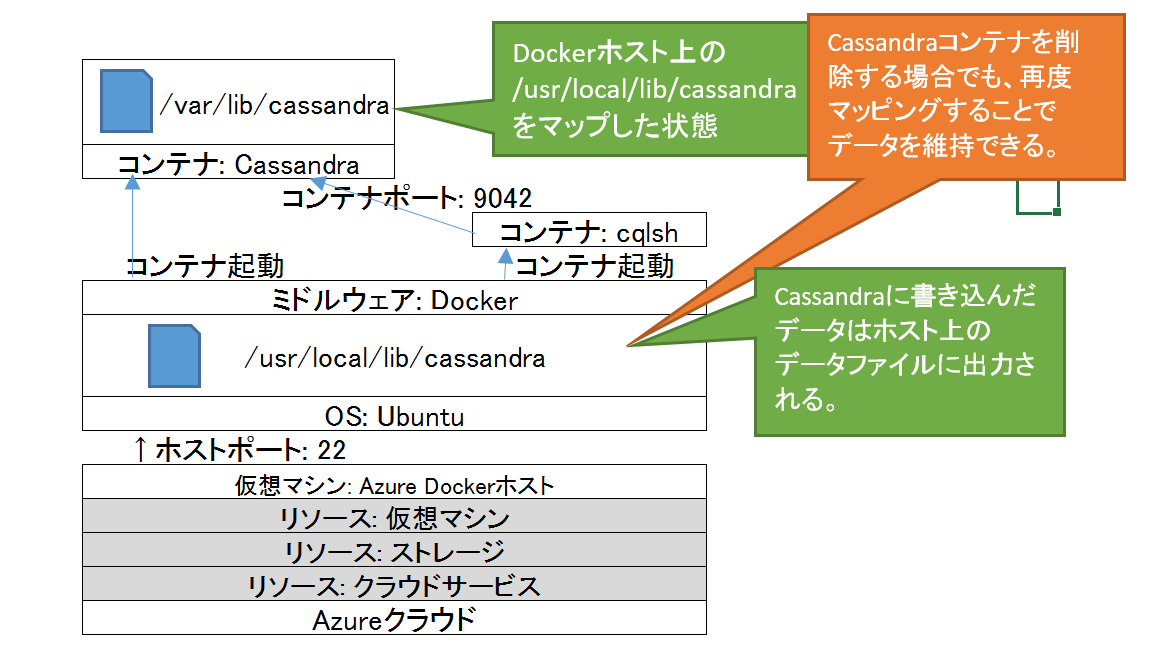 Dockerホスト上の
/usr/local/lib/cassandra
をマップした状態
Cassandraコンテナを削
除する場合でも、再度
マッピングすることで
データを維持できる。
/var/lib/cassandra
コンテナ: Cassandra
コンテナポート: 9042
コンテナ: cqlsh
コンテナ起動
コンテナ起動
ミドルウェア: Docker
/usr/local/lib/cassandra
Cassandraに書き込んだ
データはホスト上の
データファイルに出力さ
れる。
OS: Ubuntu
↑ホストポート: 22
仮想マシン: Azure Dockerホスト
リソース: 仮想マシン
リソース: ストレージ
リソース: クラウドサービス
Azureクラウド